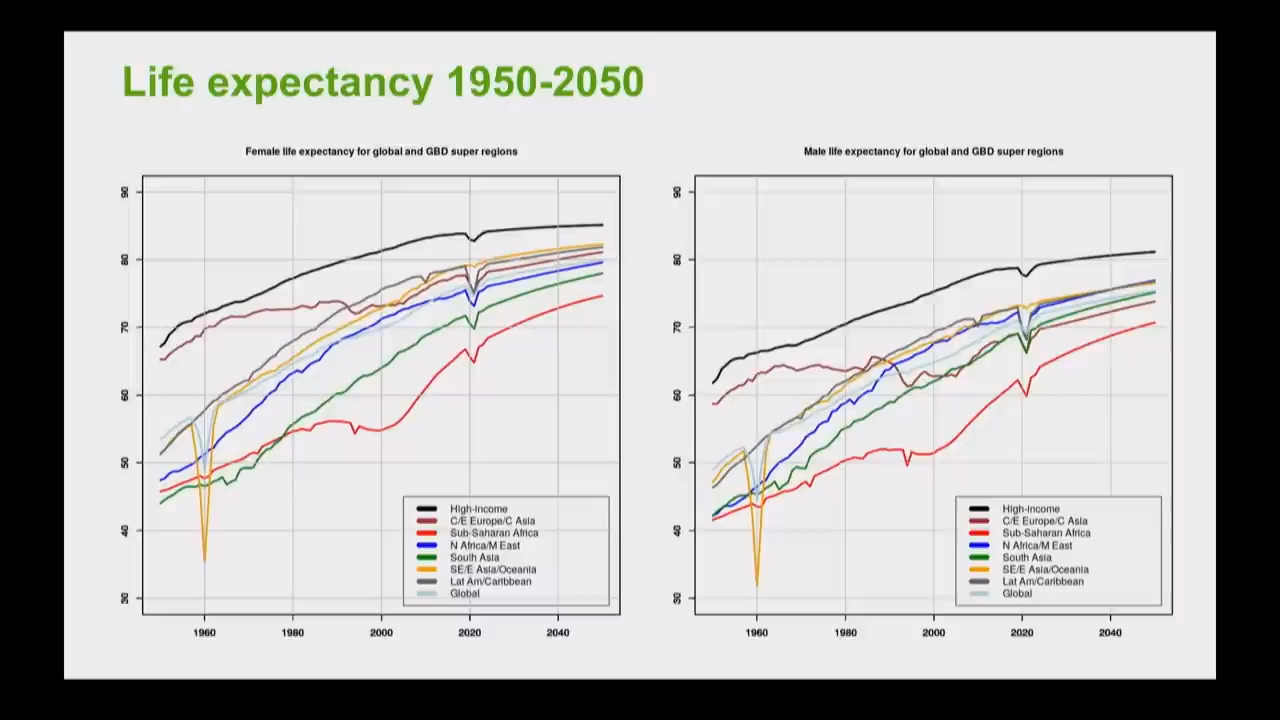 Life expectancy 1950-2050
Female life expectancy for global and GBD super regions
90
80
70
60
50
40
30
1960 1980 2000 2020 2040
High-Income
C/E Europe/C Asia
Sub-Saharan Africa
N Africa/M East
South Asia
SE/E Asia/Oceania
Lat Am/Caribbean
Global
Male life expectancy for global and GBD super regions
90
80
70
60
50
40
30
1960 1980 2000 2020 2040
High-Income
C/E Europe/C Asia
Sub-Saharan Africa
N Africa/M East
South Asia
SE/E Asia/Oceania
Lat Am/Caribbean
Global